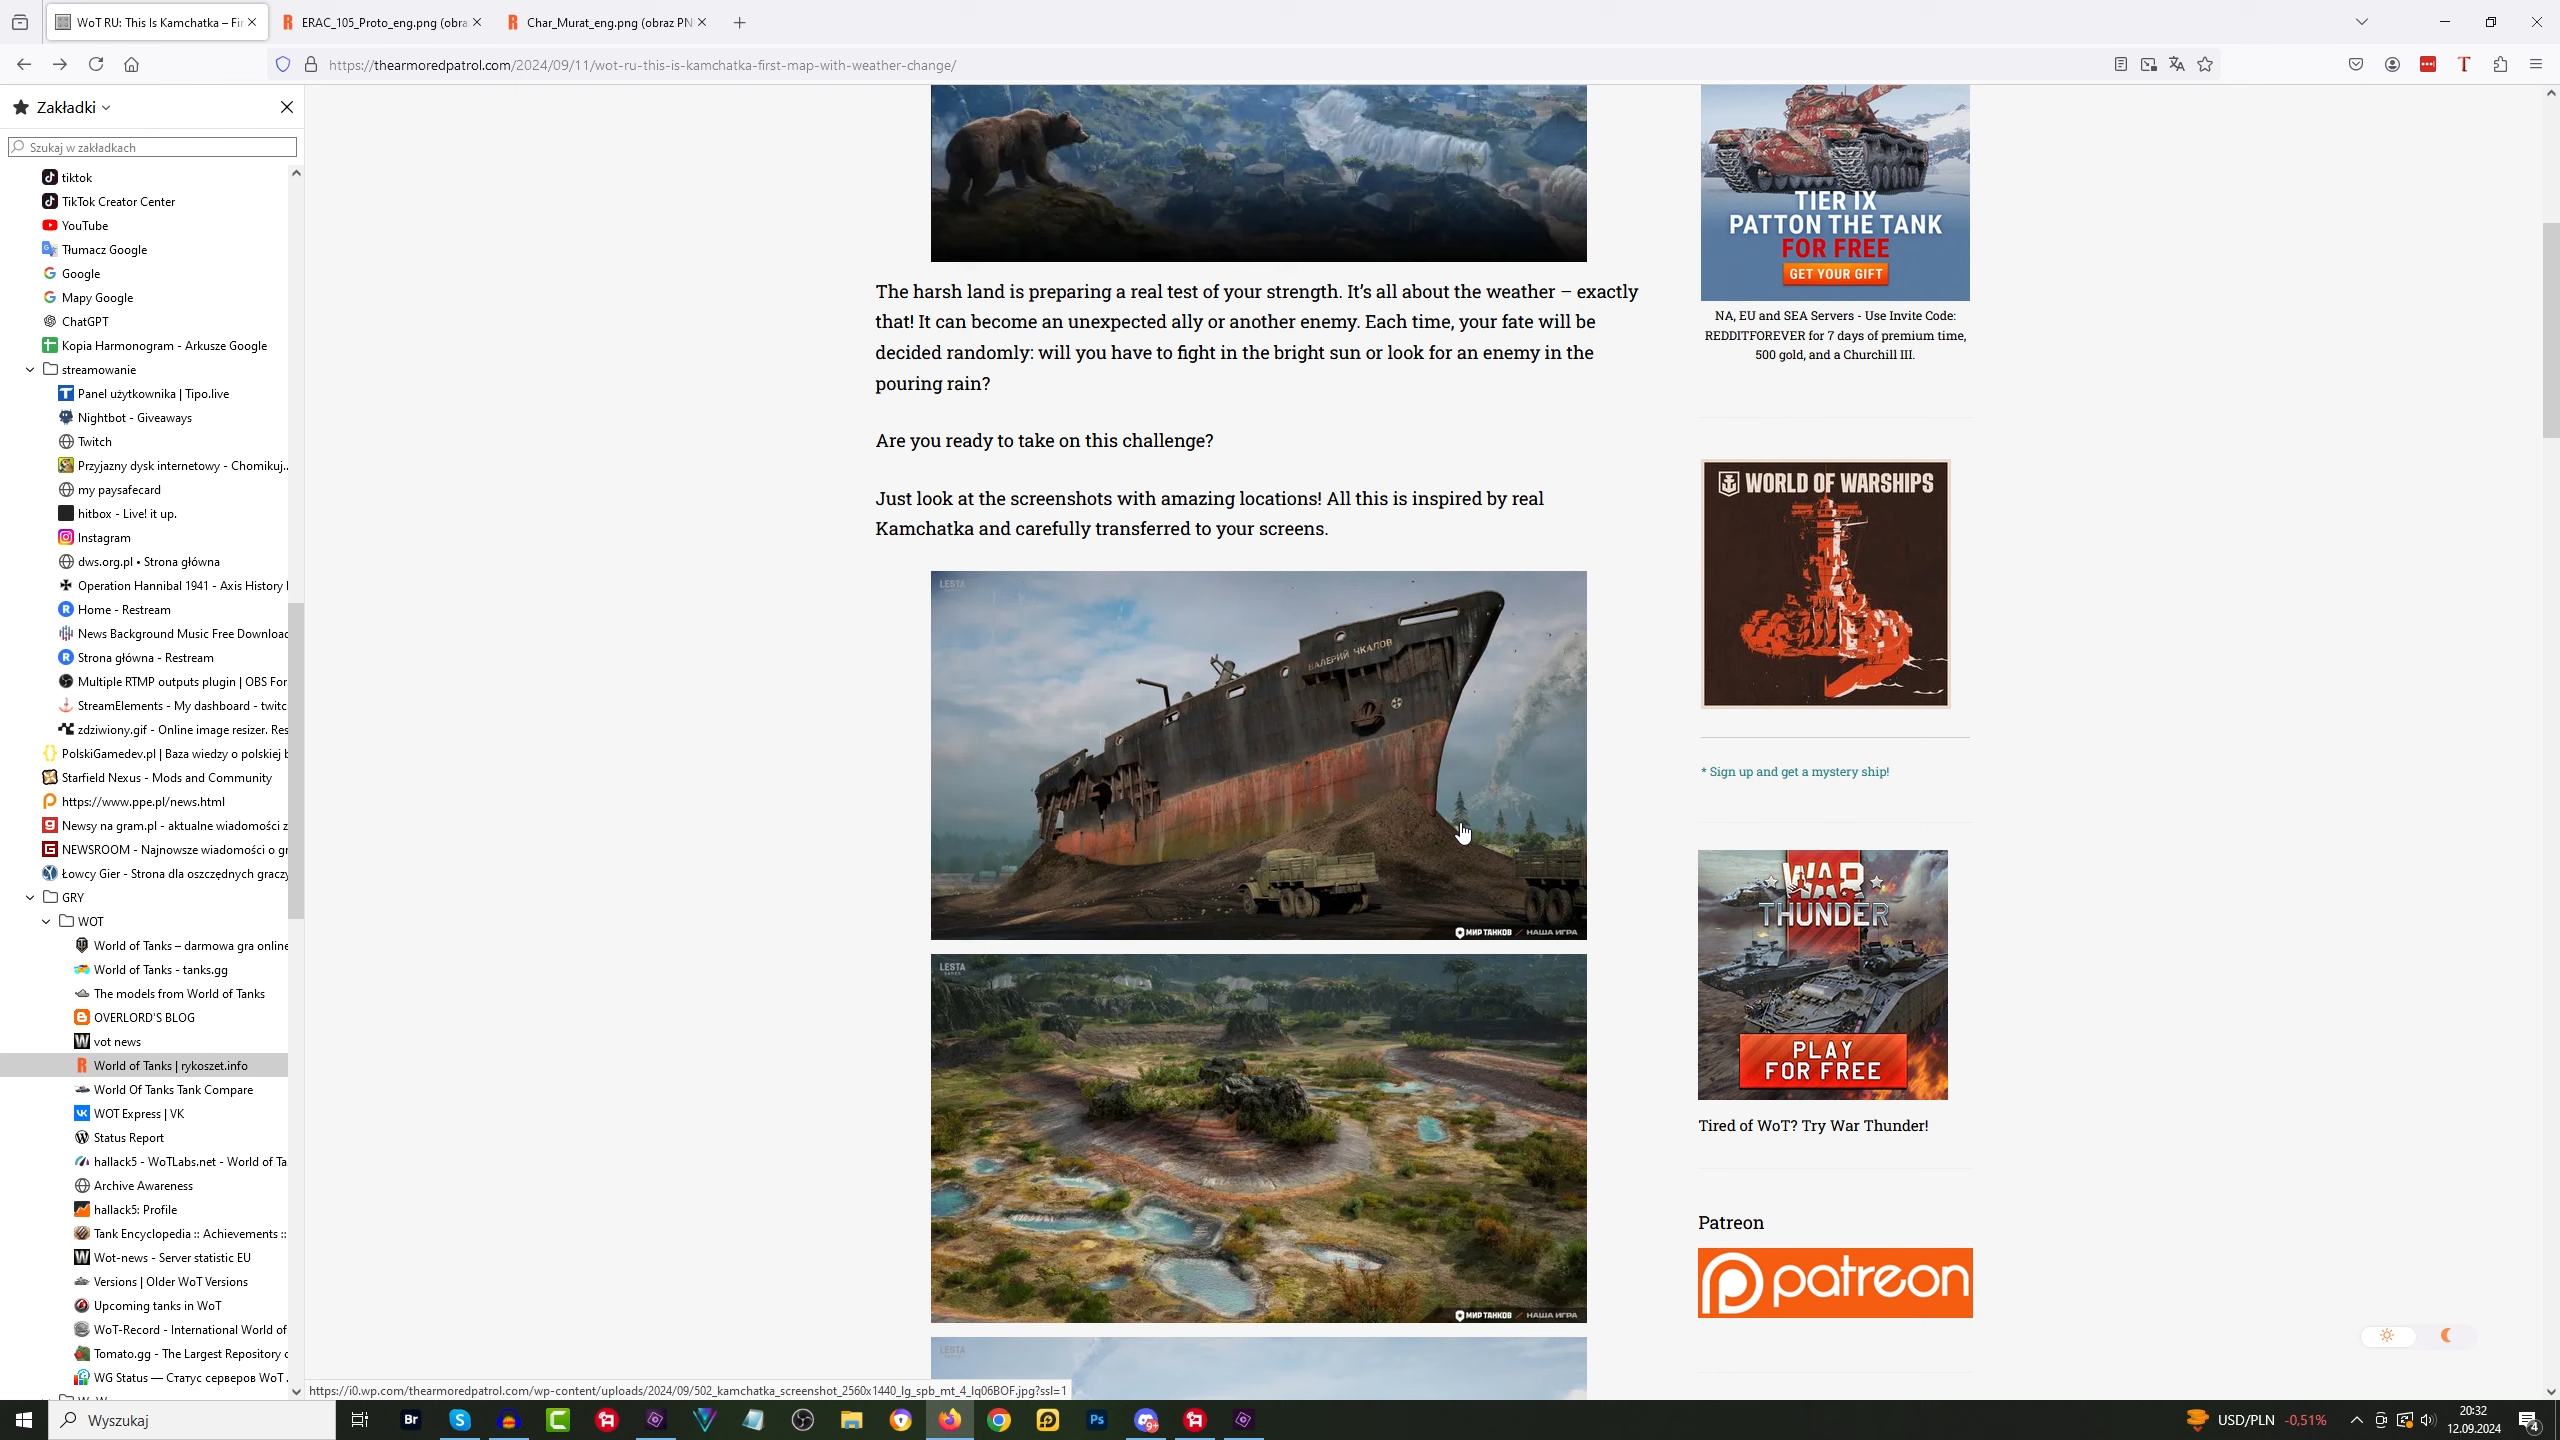 WoT RU: This Is Kamchatka – Fir
ERAC_105_Proto_eng.png (obra
Char_Murat_eng.png (obraz PN
https://thearmoredpatrol.com/2024/09/11/wot-ru-this-is-kamchatka-first-map-with-weather-change/
Zakładki
Szukaj w zakładkach
tiktok
TikTok Creator Center
YouTube
Tłumacz Google
Google
Mapy Google
ChatGPT
Kopia Harmonogram - Arkusze Google
streamowanie
Panel użytkownika | Tipo.live
Nightbot - Giveaways
Twitch
Przyjazny dysk internetowy - Chomikuj..
my paysafecard
hitbox - Live! it up.
Instagram
dws.org.pl • Strona główna
Operation Hannibal 1941 - Axis History
Home - Restream
News Background Music Free Download
Strona główna - Restream
Multiple RTMP outputs plugin | OBS For
StreamElements - My dashboard - twitc
zdziwiony.gif - Online image resizer. Res
PolskiGamedev.pl | Baza wiedzy o polskiej b
Starfield Nexus - Mods and Community
https://www.ppe.pl/news.html
Newsy na gram.pl - aktualne wiadomości z
NEWSROOM - Najnowsze wiadomości o gr
Łowcy Gier - Strona dla oszczędnych graczy
GRY
WOT
World of Tanks – darmowa gra online
World of Tanks - tanks.gg
The models from World of Tanks
OVERLORD'S BLOG
vot news
World of Tanks | rykoszet.info
World Of Tanks Tank Compare
WOT Express | VK
Status Report
hallack5 - WoTLabs.net - World of Ta
Archive Awareness
hallack5: Profile
Tank Encyclopedia :: Achievements ::
Wot-news - Server statistic EU
Versions | Older WoT Versions
Upcoming tanks in WoT
WoT-Record - International World of
Tomato.gg - The Largest Repository o
WG Status — Статус серверов WoT .
The harsh land is preparing a real test of your strength. It's all about the weather – exactly
that! It can become an unexpected ally or another enemy. Each time, your fate will be
decided randomly: will you have to fight in the bright sun or look for an enemy in the
pouring rain?
Are you ready to take on this challenge?
Just look at the screenshots with amazing locations! All this is inspired by real
Kamchatka and carefully transferred to your screens.
LESTA
ВАЛЕРИЙ ЧКАЛОВ
МИР ТАНКОВ / НАША ИГРА
LESTA
GAMES
МИР ТАНКОВ / НАША ИГРА
LESTA
https://i0.wp.com/thearmoredpatrol.com/wp-content/uploads/2024/09/502_kamchatka_screenshot_2560x1440_lg_spb_mt_4_lq06BOF.jpg?ssl=1
TIER IX
PATTON THE TANK
FOR FREE
GET YOUR GIFT
NA, EU and SEA Servers - Use Invite Code:
REDDITFOREVER for 7 days of premium time,
500 gold, and a Churchill III.
WORLD OF WARSHIPS
* Sign up and get a mystery ship!
WAR
THUNDER
PLAY
FOR FREE
Tired of WoT? Try War Thunder!
Patreon
patreon
Wyszukaj
Br
Ps
9+
USD/PLN -0,51%
20:32
12.09.2024
4